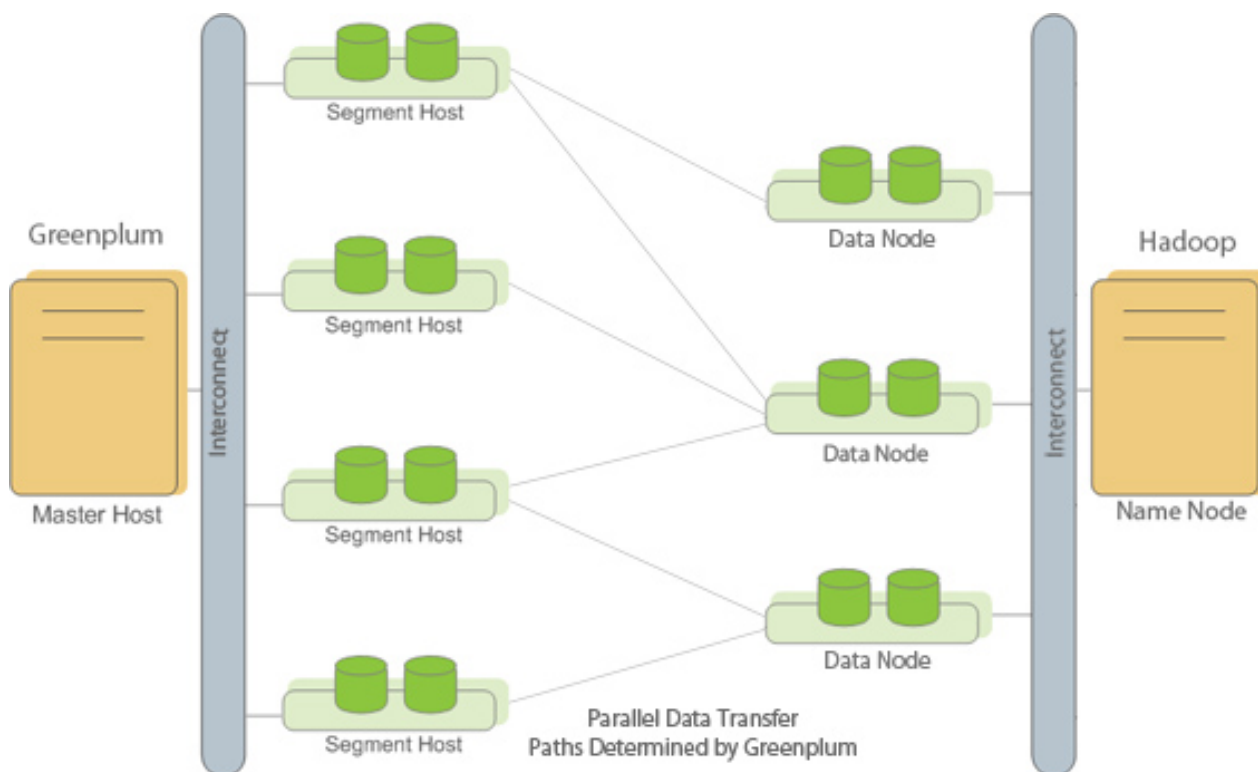 Greenplum
Master Host
Interconnect
Segment Host
Segment Host
Segment Host
Segment Host
Data Node
Data Node
Data Node
Parallel Data Transfer
Paths Determined by Greenplum
Interconnect
Hadoop
Name Node